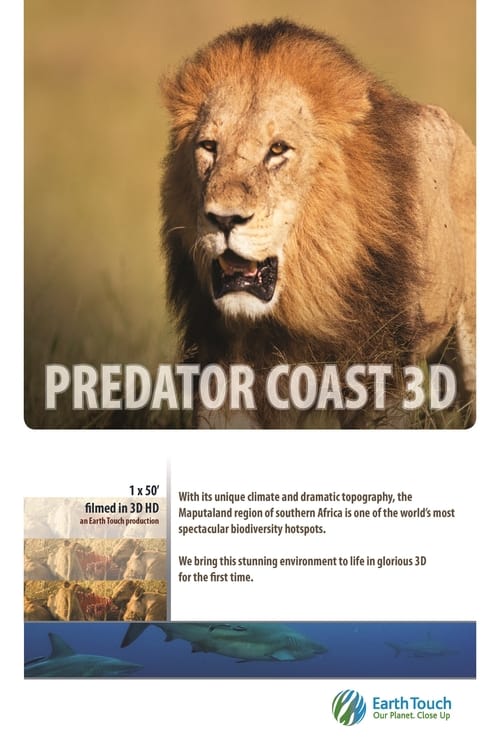 PREDATOR COAST 3D
1 x 50'
filmed in 3D HD
an Earth Touch production
With its unique climate and dramatic topography, the
Maputaland region of southern Africa is one of the world's most
spectacular biodiversity hotspots.
We bring this stunning environment to life in glorious 3D
for the first time.
Earth Touch
Our Planet. Close Up